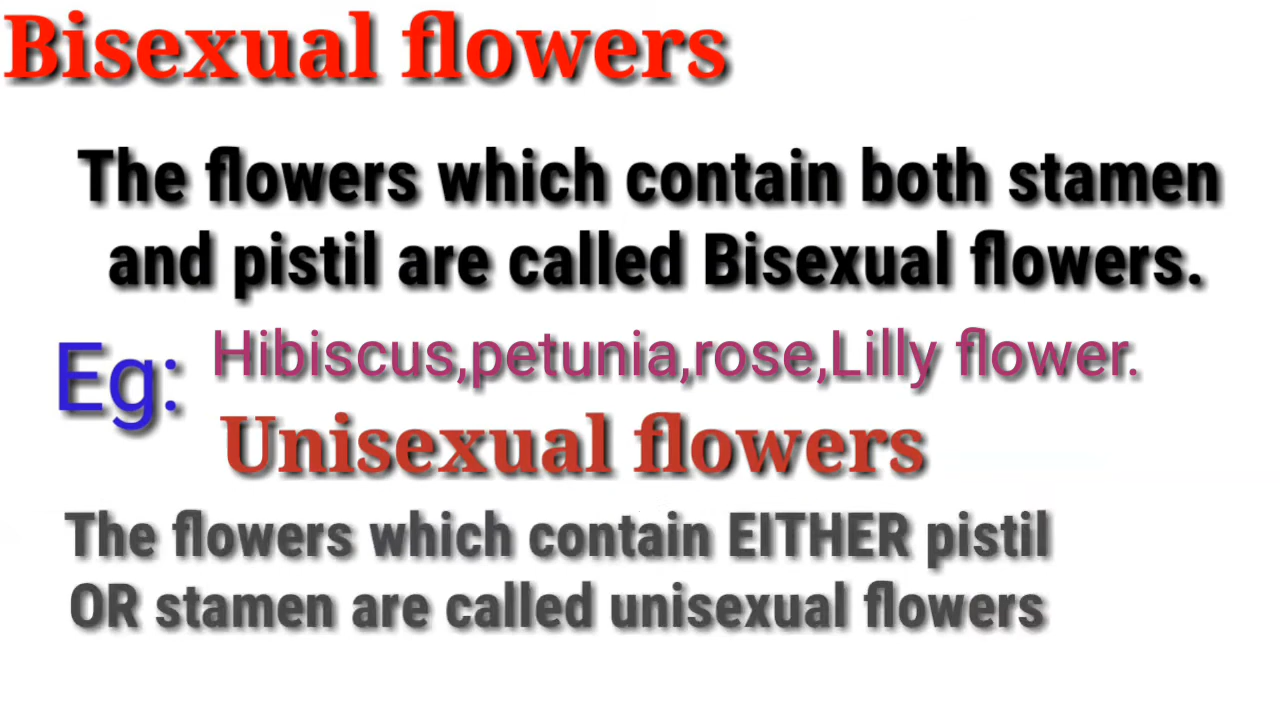 Bisexual flowers
The flowers which contain both stamen
and pistil are called Bisexual flowers.
Eg: Hibiscus,petunia,rose,Lilly flower.
Unisexual flowers
The flowers which contain EITHER pistil
OR stamen are called unisexual flowers